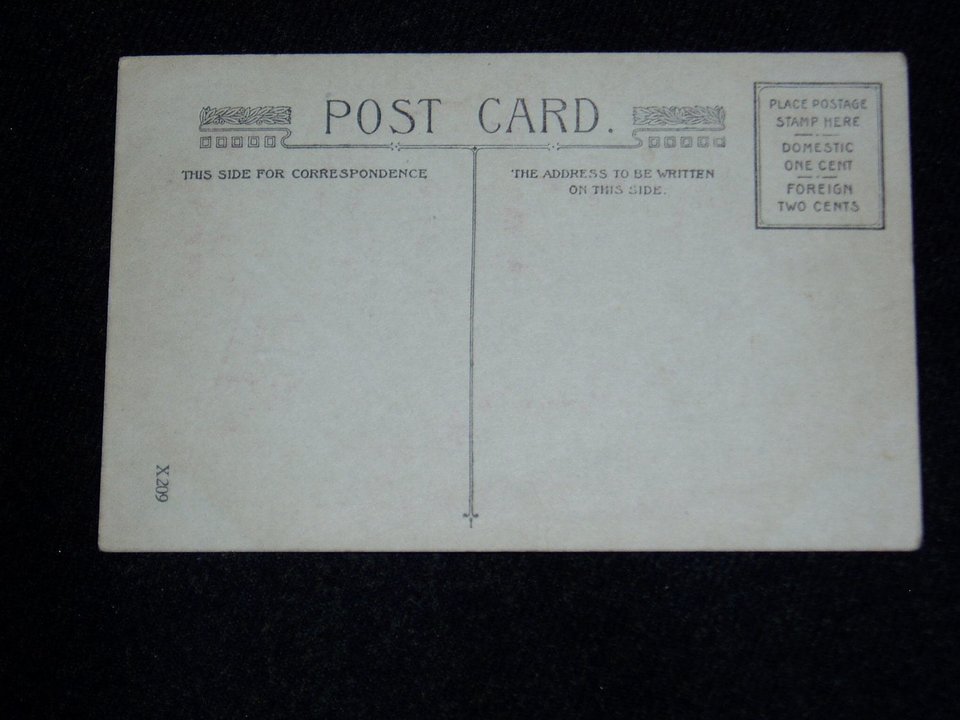 POST CARD.
THIS SIDE FOR CORRESPONDENCE
THE ADDRESS TO BE WRITTEN
ON THIS SIDE.
PLACE POSTAGE
STAMP HERE
DOMESTIC
ONE CENT
FOREIGN
TWO CENTS
X209